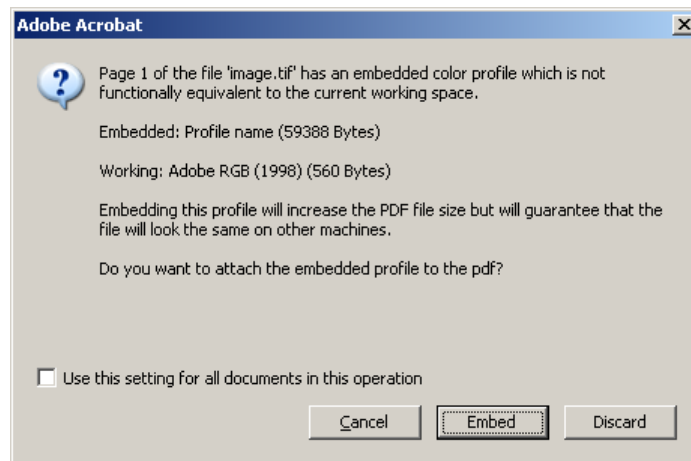 Adobe Acrobat
Page 1 of the file 'image.tif' has an embedded color profile which is not
functionally equivalent to the current working space.
Embedded: Profile name (59388 Bytes)
Working: Adobe RGB (1998) (560 Bytes)
Embedding this profile will increase the PDF file size but will guarantee that the
file will look the same on other machines.
Do you want to attach the embedded profile to the pdf?
Use this setting for all documents in this operation
Cancel Embed Discard